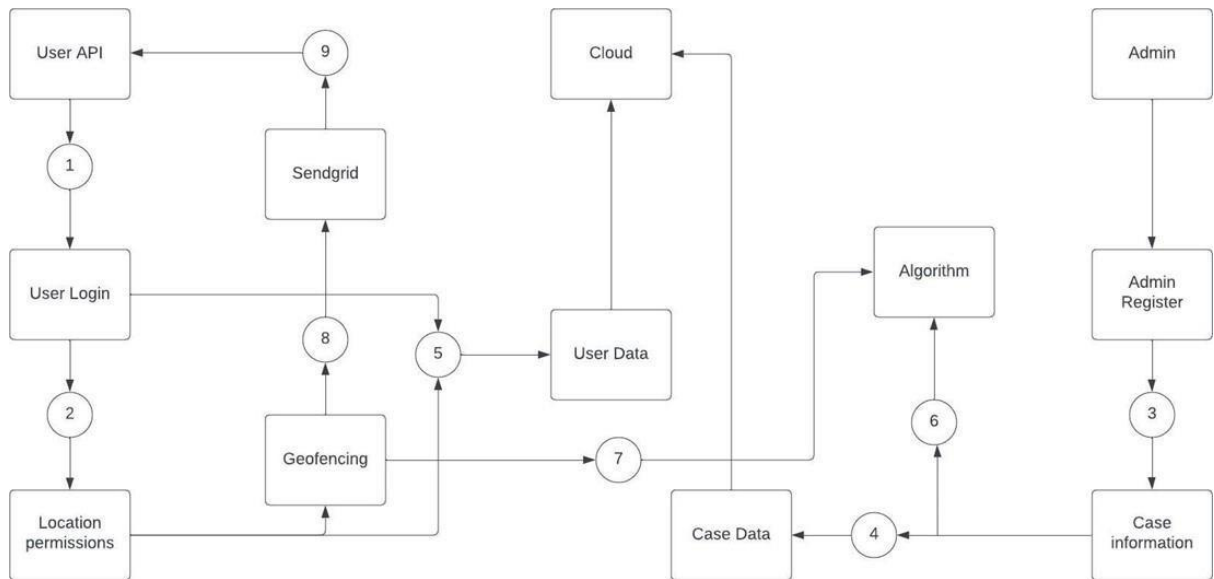 User API
9
Cloud
Admin
1
Sendgrid
Algorithm
User Login
Admin
Register
8
5
User Data
2
6
3
Geofencing
7
Location
permissions
Case Data
4
Case
information